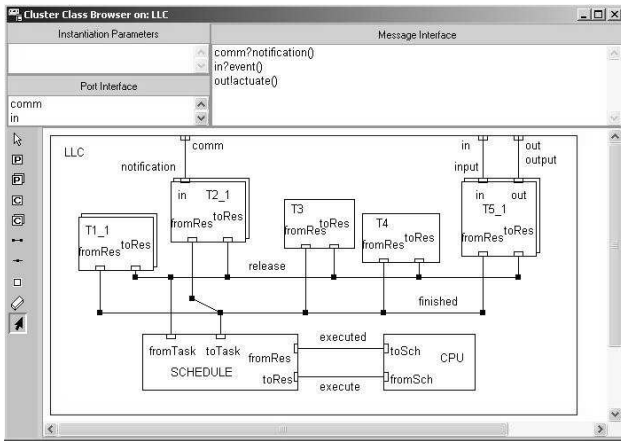 Cluster Class Browser on: LLC
Instantiation Parameters
Message Interface
comm?notification()
in?event()
out!actuate()
Port Interface
comm
in
P
P
C
C
LLC
comm
notification
in
out
input
output
in T2_1
fromRes
toRes
T1_1
fromRes
toRes
T3
fromRes
toRes
T4
fromRes
toRes
in out
T5_1
fromRes
toRes
release
finished
fromTask toTask
fromRes
SCHEDULE
toRes
executed
execute
toSch
CPU
fromSch